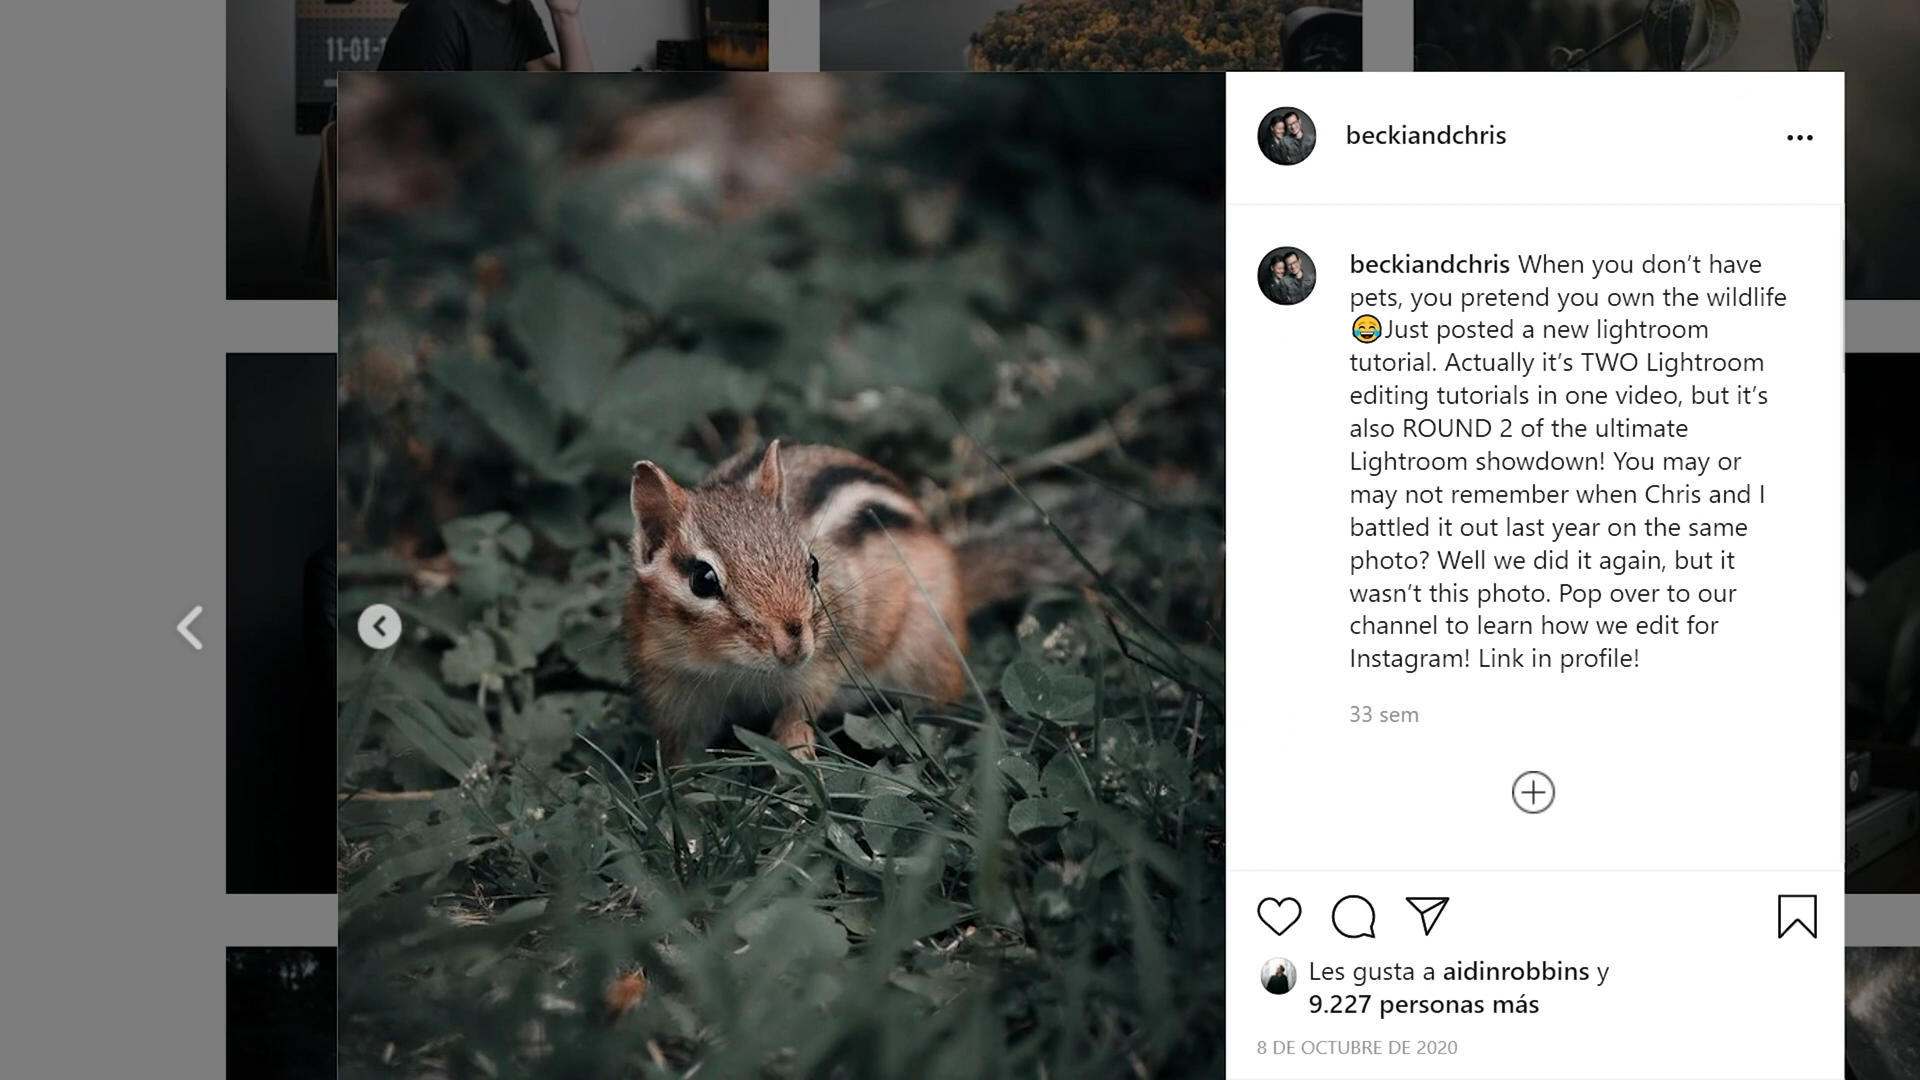 11-01-
beckiandchris
beckiandchris When you don’t have
pets, you pretend you own the wildlife
😂Just posted a new lightroom
tutorial. Actually it’s TWO Lightroom
editing tutorials in one video, but it’s
also ROUND 2 of the ultimate
Lightroom showdown! You may or
may not remember when Chris and I
battled it out last year on the same
photo? Well we did it again, but it
wasn’t this photo. Pop over to our
channel to learn how we edit for
Instagram! Link in profile!
33 sem
Les gusta a aidinrobbins y
9.227 personas más
8 DE OCTUBRE DE 2020